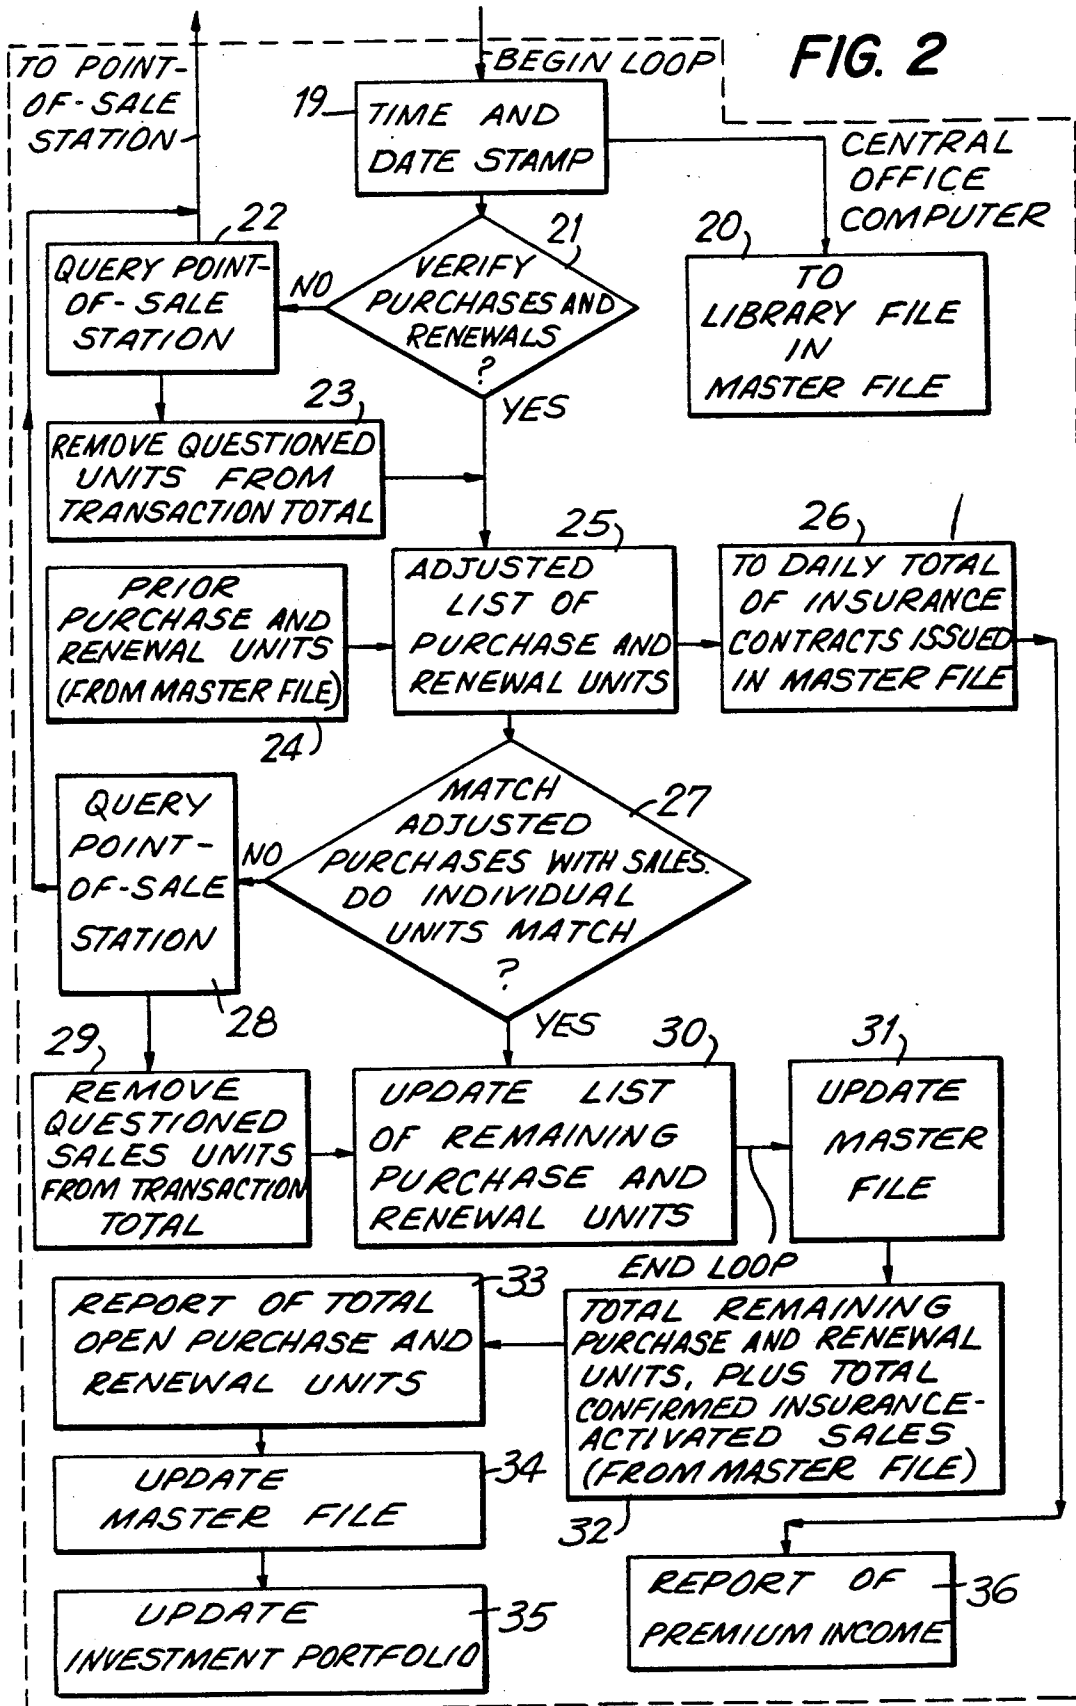 FIG. 2
TO POINT-
OF-SALE
STATION
BEGIN LOOP
19
TIME AND
DATE STAMP
CENTRAL
OFFICE
COMPUTER
20
TO
LIBRARY FILE
IN
MASTER FILE
21
VERIFY
PURCHASES AND
RENEWALS
?
NO
YES
22
QUERY POINT-
OF-SALE
STATION
23
REMOVE QUESTIONED
UNITS FROM
TRANSACTION TOTAL
PRIOR
PURCHASE AND
RENEWAL UNITS
(FROM MASTER FILE)
24
25
ADJUSTED
LIST OF
PURCHASE AND
RENEWAL UNITS
26
TO DAILY TOTAL
OF INSURANCE
CONTRACTS ISSUED
IN MASTER FILE
27
MATCH
ADJUSTED
PURCHASES WITH SALES.
DO INDIVIDUAL
UNITS MATCH
?
NO
YES
QUERY
POINT-
OF-SALE
STATION
28
29
REMOVE
QUESTIONED
SALES UNITS
FROM TRANSACTION
TOTAL
30
UPDATE LIST
OF REMAINING
PURCHASE AND
RENEWAL UNITS
31
UPDATE
MASTER
FILE
END LOOP
TOTAL REMAINING
PURCHASE AND RENEWAL
UNITS, PLUS TOTAL
CONFIRMED INSURANCE-
ACTIVATED SALES
(FROM MASTER FILE)
32
33
REPORT OF TOTAL
OPEN PURCHASE AND
RENEWAL UNITS
34
UPDATE
MASTER FILE
35
UPDATE
INVESTMENT PORTFOLIO
36
REPORT OF
PREMIUM INCOME